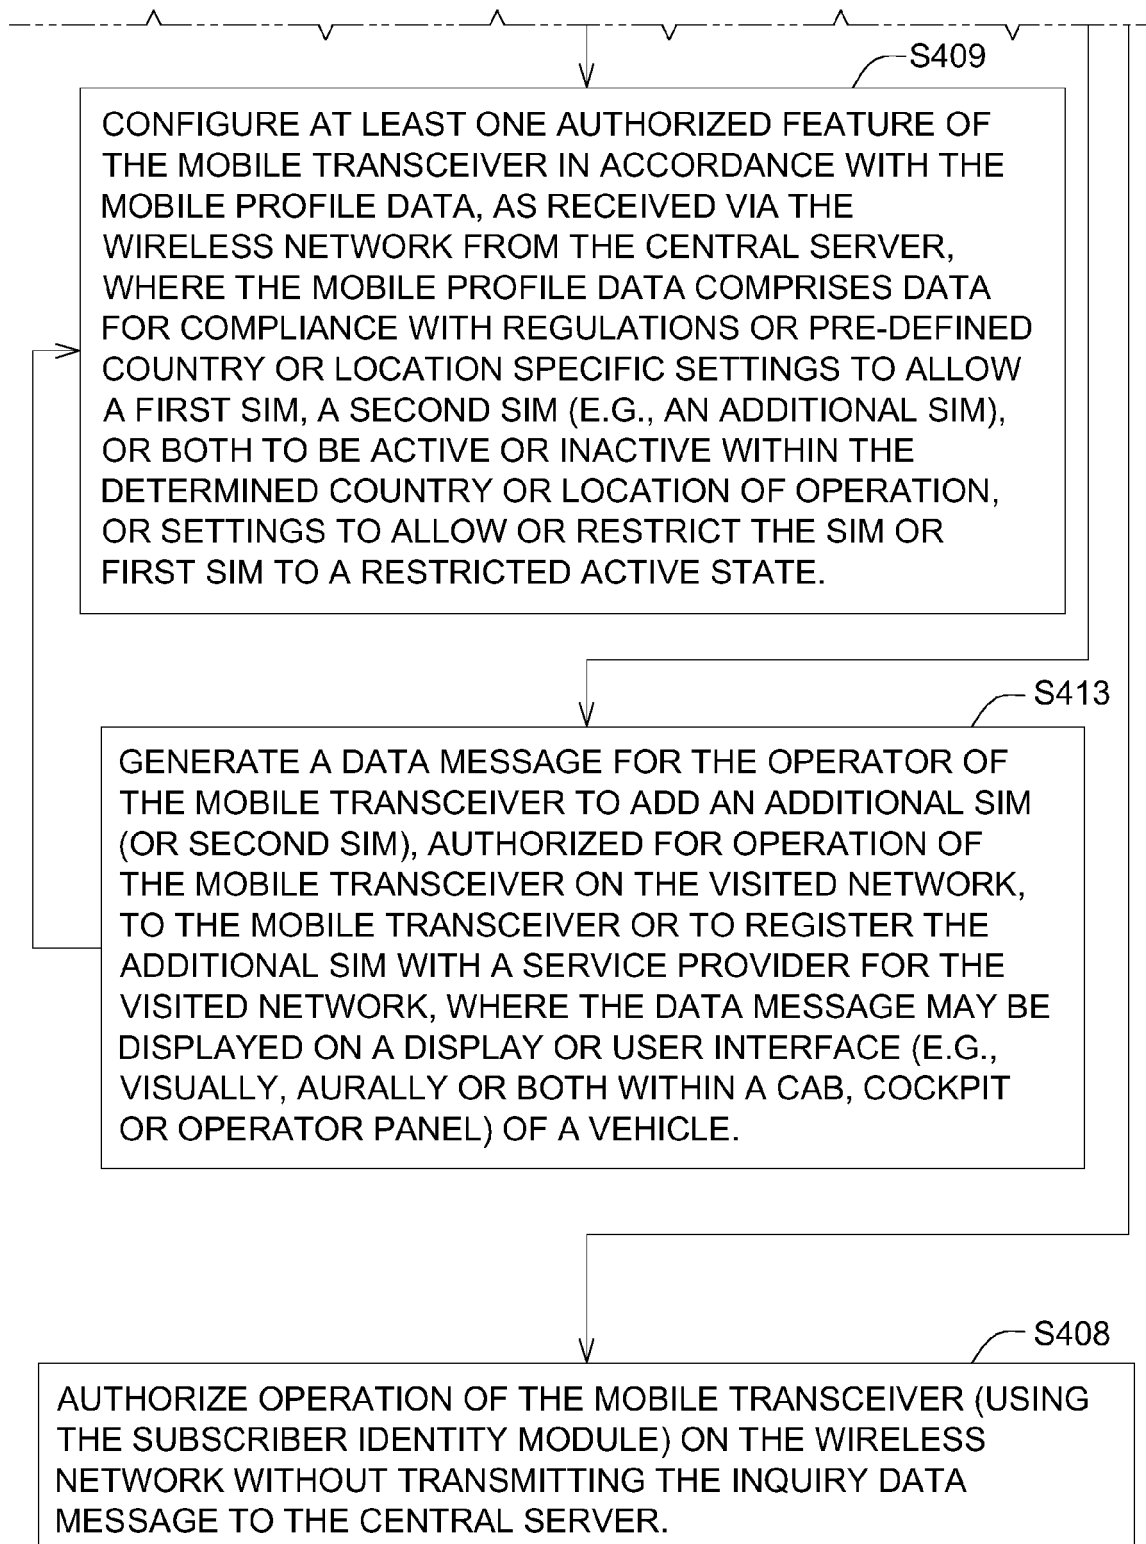 S409
CONFIGURE AT LEAST ONE AUTHORIZED FEATURE OF
THE MOBILE TRANSCEIVER IN ACCORDANCE WITH THE
MOBILE PROFILE DATA, AS RECEIVED VIA THE
WIRELESS NETWORK FROM THE CENTRAL SERVER,
WHERE THE MOBILE PROFILE DATA COMPRISES DATA
FOR COMPLIANCE WITH REGULATIONS OR PRE-DEFINED
COUNTRY OR LOCATION SPECIFIC SETTINGS TO ALLOW
A FIRST SIM, A SECOND SIM (E.G., AN ADDITIONAL SIM),
OR BOTH TO BE ACTIVE OR INACTIVE WITHIN THE
DETERMINED COUNTRY OR LOCATION OF OPERATION,
OR SETTINGS TO ALLOW OR RESTRICT THE SIM OR
FIRST SIM TO A RESTRICTED ACTIVE STATE.
S413
GENERATE A DATA MESSAGE FOR THE OPERATOR OF
THE MOBILE TRANSCEIVER TO ADD AN ADDITIONAL SIM
(OR SECOND SIM), AUTHORIZED FOR OPERATION OF
THE MOBILE TRANSCEIVER ON THE VISITED NETWORK,
TO THE MOBILE TRANSCEIVER OR TO REGISTER THE
ADDITIONAL SIM WITH A SERVICE PROVIDER FOR THE
VISITED NETWORK, WHERE THE DATA MESSAGE MAY BE
DISPLAYED ON A DISPLAY OR USER INTERFACE (E.G.,
VISUALLY, AURALLY OR BOTH WITHIN A CAB, COCKPIT
OR OPERATOR PANEL) OF A VEHICLE.
S408
AUTHORIZE OPERATION OF THE MOBILE TRANSCEIVER (USING
THE SUBSCRIBER IDENTITY MODULE) ON THE WIRELESS
NETWORK WITHOUT TRANSMITTING THE INQUIRY DATA
MESSAGE TO THE CENTRAL SERVER.